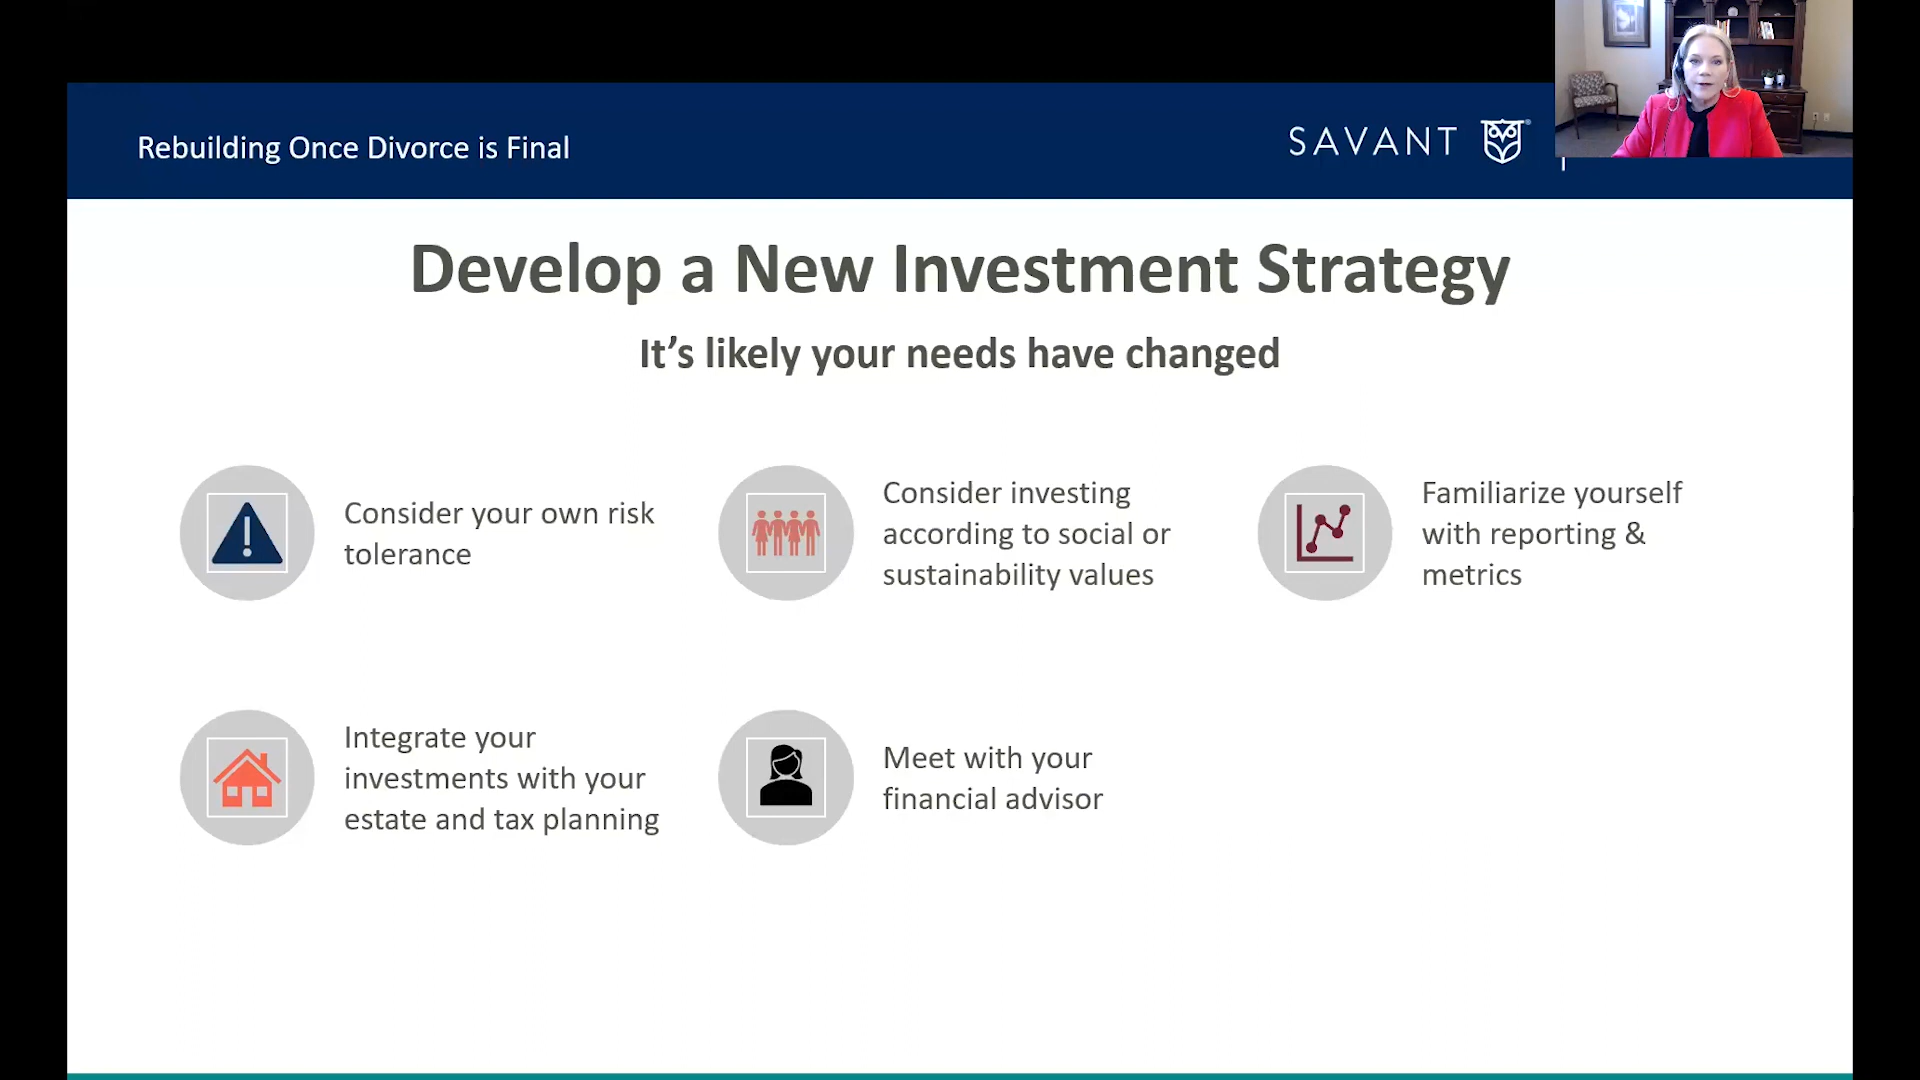 Rebuilding Once Divorce is Final
SAVANT
Develop a New Investment Strategy
It's likely your needs have changed
Consider your own risk
tolerance
Consider investing
according to social or
sustainability values
Familiarize yourself
with reporting &
metrics
Integrate your
investments with your
estate and tax planning
Meet with your
financial advisor